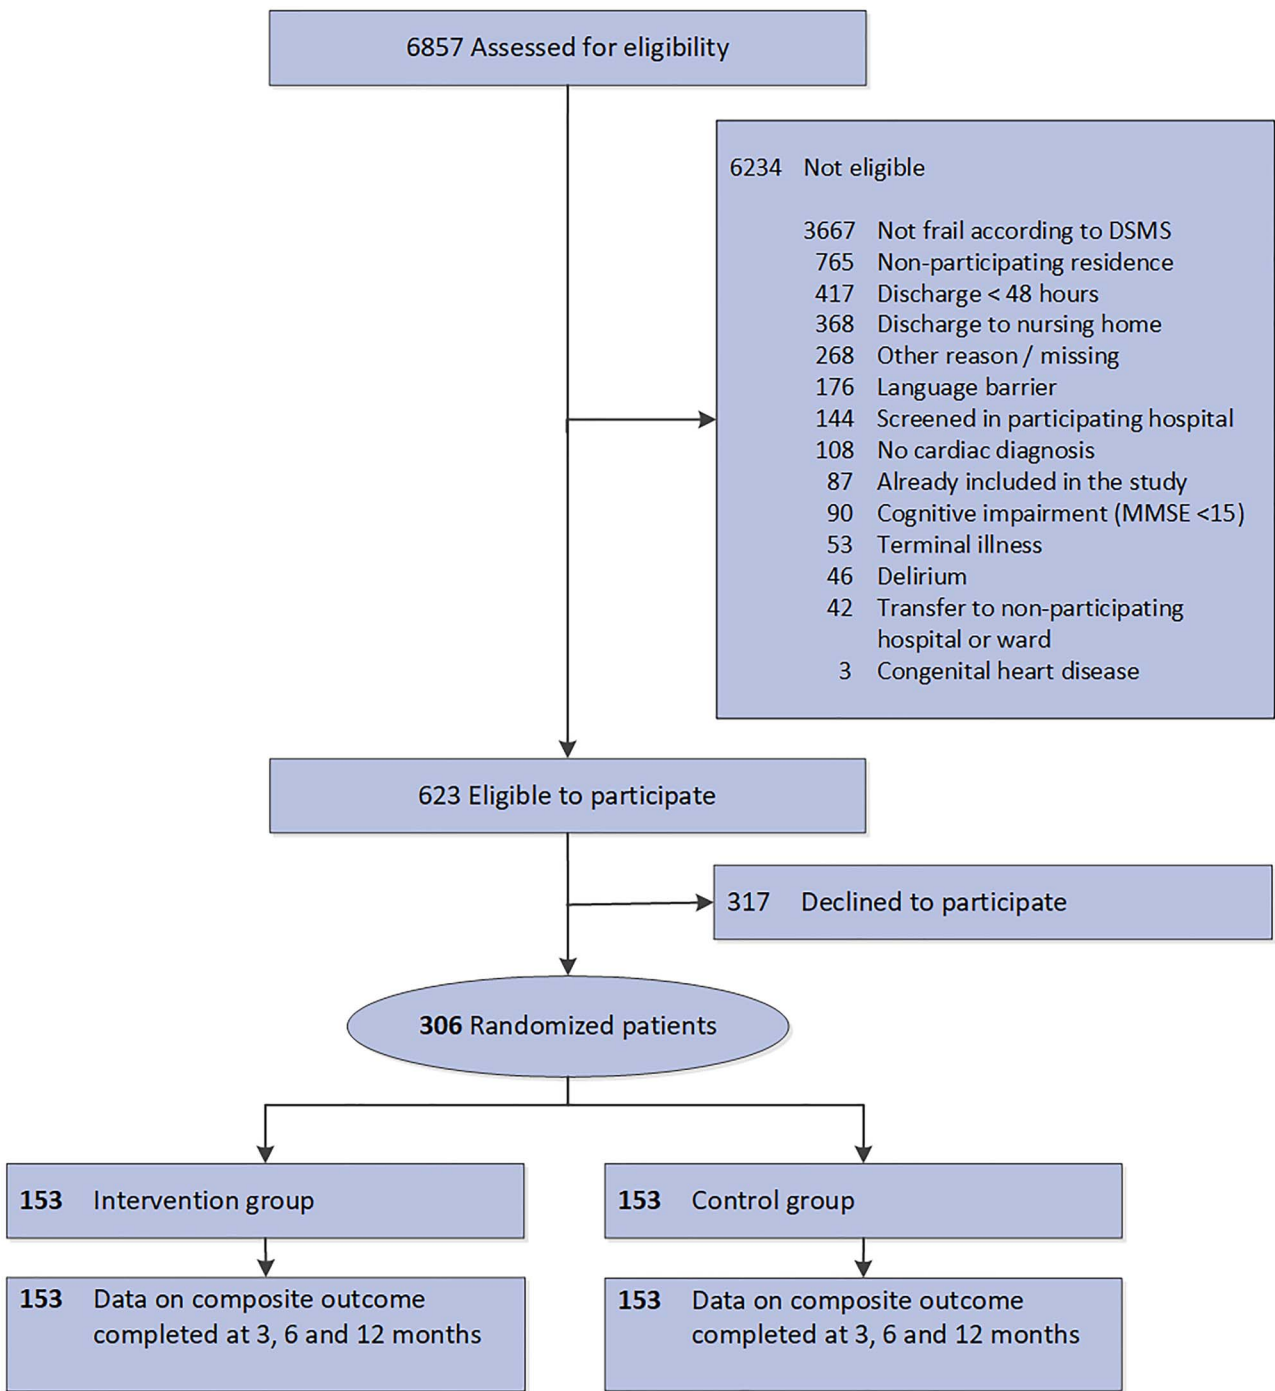 6857 Assessed for eligibility
6234 Not eligible
3667 Not frail according to DSMS
765 Non-participating residence
417 Discharge < 48 hours
368 Discharge to nursing home
268 Other reason / missing
176 Language barrier
144 Screened in participating hospital
108 No cardiac diagnosis
87 Already included in the study
90 Cognitive impairment (MMSE <15)
53 Terminal illness
46 Delirium
42 Transfer to non-participating
hospital or ward
3 Congenital heart disease
623 Eligible to participate
317 Declined to participate
306 Randomized patients
153 Intervention group
153 Control group
153 Data on composite outcome
completed at 3, 6 and 12 months
153 Data on composite outcome
completed at 3, 6 and 12 months